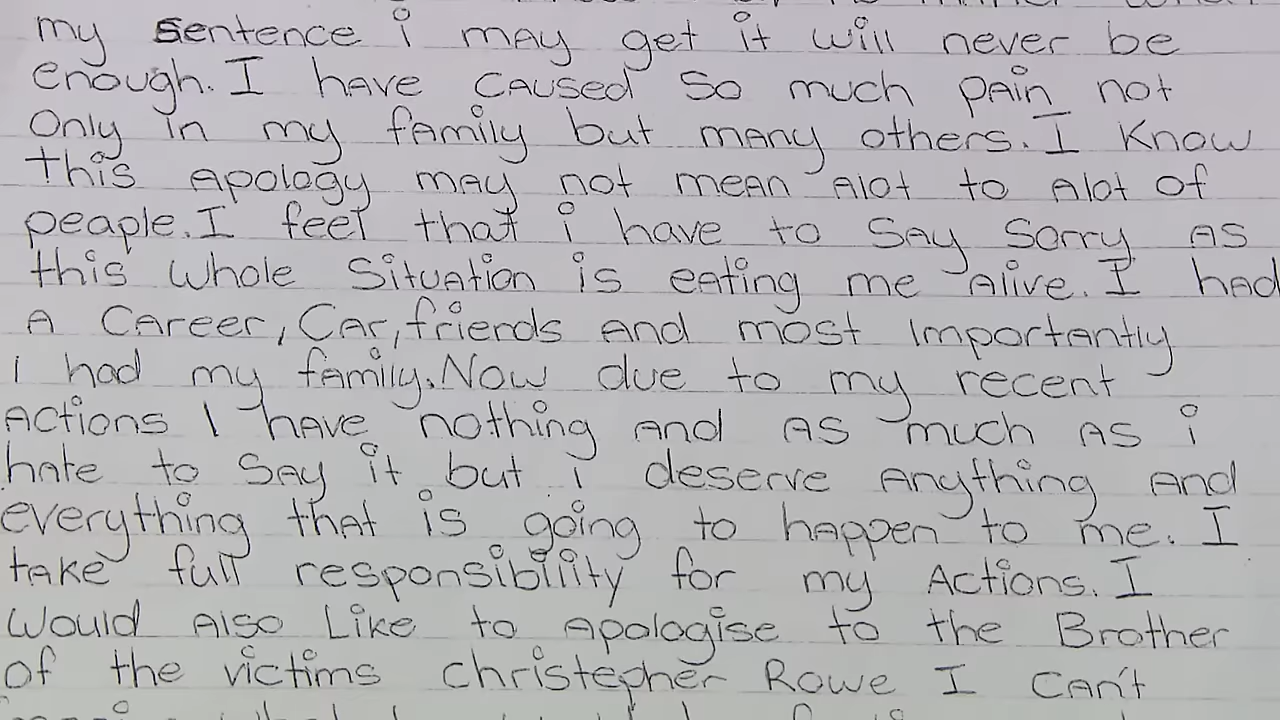 my sentence i may get it will never be
enough. I have caused so much pain not
Only in my family but many others. I Know
this apology may not mean alot to alot of
peaple. I feel that i have to say sorry as
this whole situation is eating me alive. I had
a career, car, friends and most importantly
i had my family. Now due to my recent
actions I have nothing and as much as i
hate to say it but i deserve anything and
everything that is going to happen to me. I
take full responsibility for my actions. I
would also Like to apologise to the Brother
of the victims christepher Rowe I can't